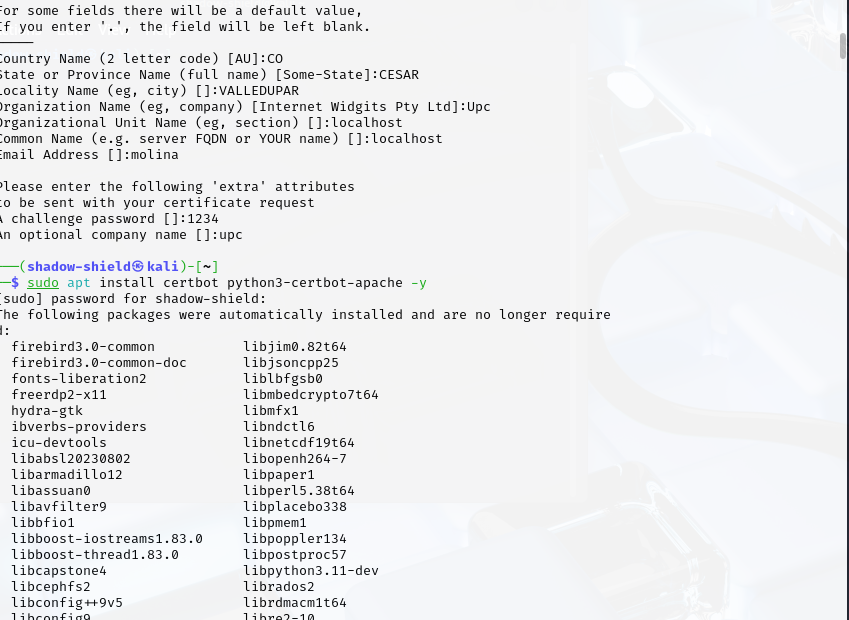 For some fields there will be a default value,
If you enter '.', the field will be left blank.
-----
Country Name (2 letter code) [AU]:CO
State or Province Name (full name) [Some-State]:CESAR
Locality Name (eg, city) []:VALLEDUPAR
Organization Name (eg, company) [Internet Widgits Pty Ltd]:Upc
Organizational Unit Name (eg, section) []:localhost
Common Name (e.g. server FQDN or YOUR name) []:localhost
Email Address []:molina
Please enter the following 'extra' attributes
to be sent with your certificate request
A challenge password []:1234
An optional company name []:upc
──(shadow-shield㉿kali)-[~]
─$ sudo apt install certbot python3-certbot-apache -y
[sudo] password for shadow-shield:
The following packages were automatically installed and are no longer require
d:
firebird3.0-common libjim0.82t64
firebird3.0-common-doc libjsoncpp25
fonts-liberation2 liblbfgsb0
freerdp2-x11 libmbedcrypto7t64
hydra-gtk libmfx1
ibverbs-providers libndctl6
icu-devtools libnetcdf19t64
libabsl20230802 libopenh264-7
libarmadillo12 libpaper1
libassuan0 libperl5.38t64
libavfilter9 libplacebo338
libbfio1 libpmem1
libboost-iostreams1.83.0 libpoppler134
libboost-thread1.83.0 libpostproc57
libcapstone4 libpython3.11-dev
libcephfs2 librados2
libconfig++9v5 librdmacm1t64
libconfig9 libre2-10